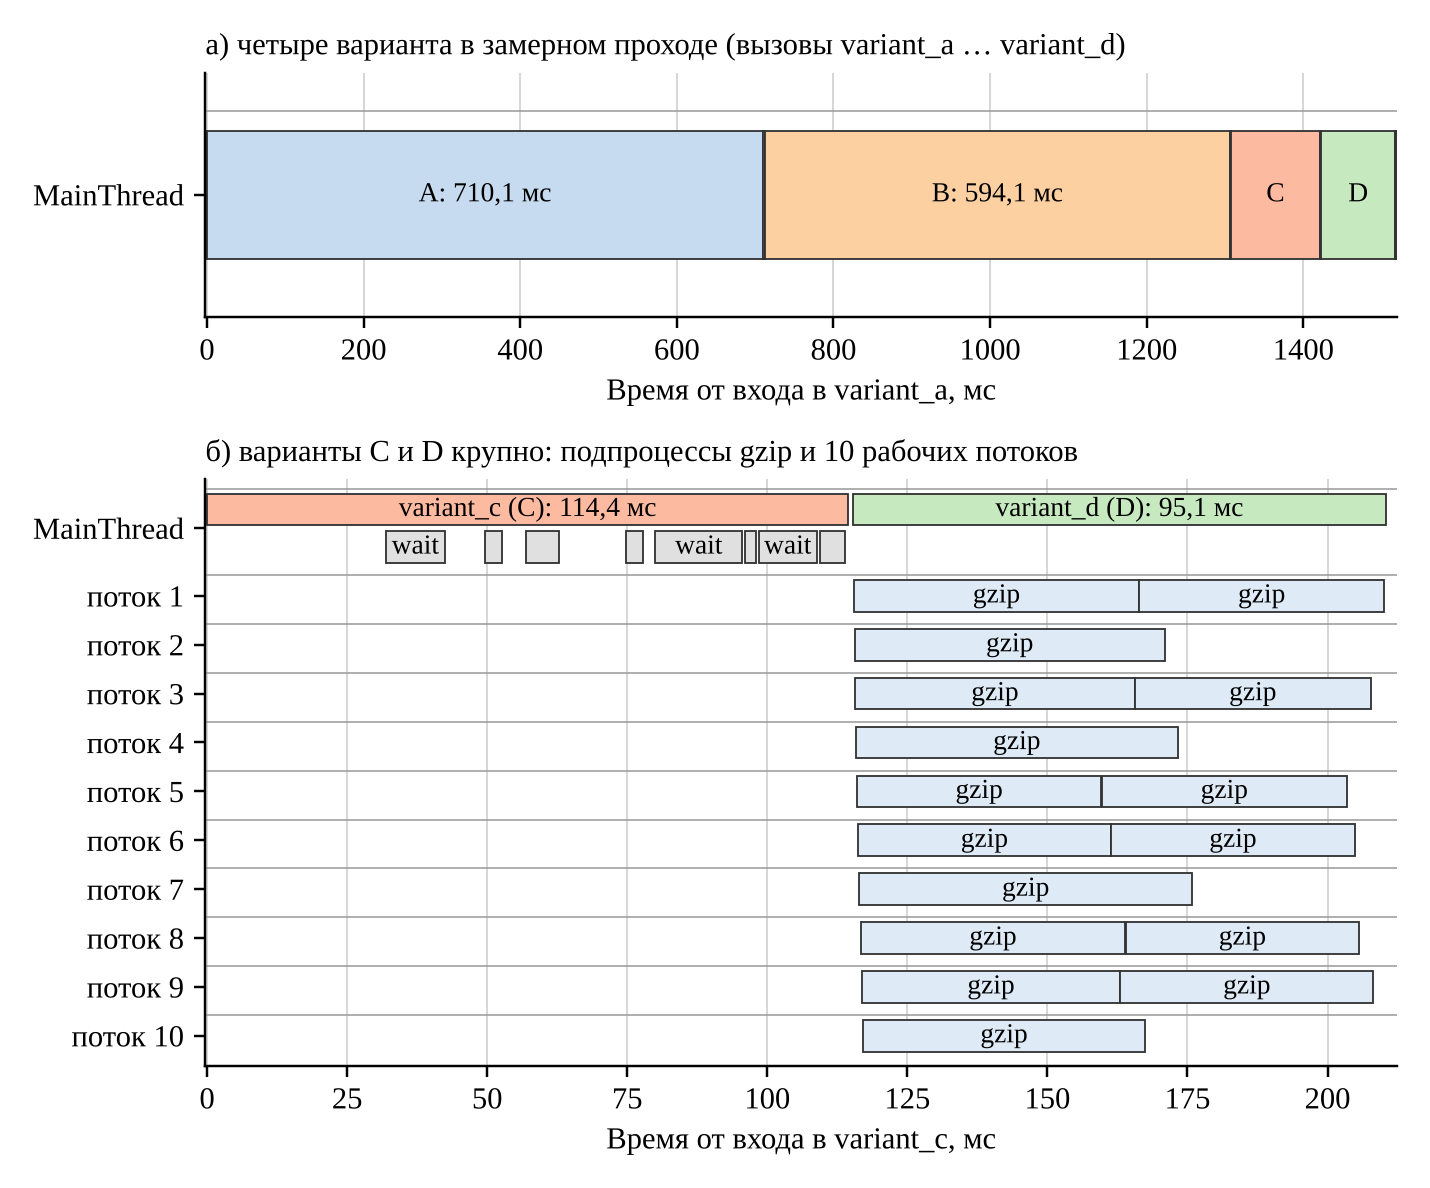 а) четыре варианта в замерном проходе (вызовы variant_a … variant_d)
MainThread
A: 710,1 мс
B: 594,1 мс
C
D
0 200 400 600 800 1000 1200 1400
Время от входа в variant_a, мс
б) варианты C и D крупно: подпроцессы gzip и 10 рабочих потоков
MainThread
variant_c (C): 114,4 мс
variant_d (D): 95,1 мс
wait wait wait
поток 1 gzip gzip
поток 2 gzip
поток 3 gzip gzip
поток 4 gzip
поток 5 gzip gzip
поток 6 gzip gzip
поток 7 gzip
поток 8 gzip gzip
поток 9 gzip gzip
поток 10 gzip
0 25 50 75 100 125 150 175 200
Время от входа в variant_c, мс